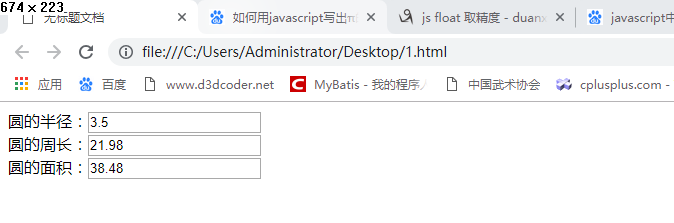 674 x 223
无标题文档
如何用javascript写出π
js float 取精度 - duanx
javascript中
file:///C:/Users/Administrator/Desktop/1.html
应用 百度 www.d3dcoder.net MyBatis - 我的程序 中国武术协会 cplusplus.com -
圆的半径：3.5
圆的周长：21.98
圆的面积：38.48